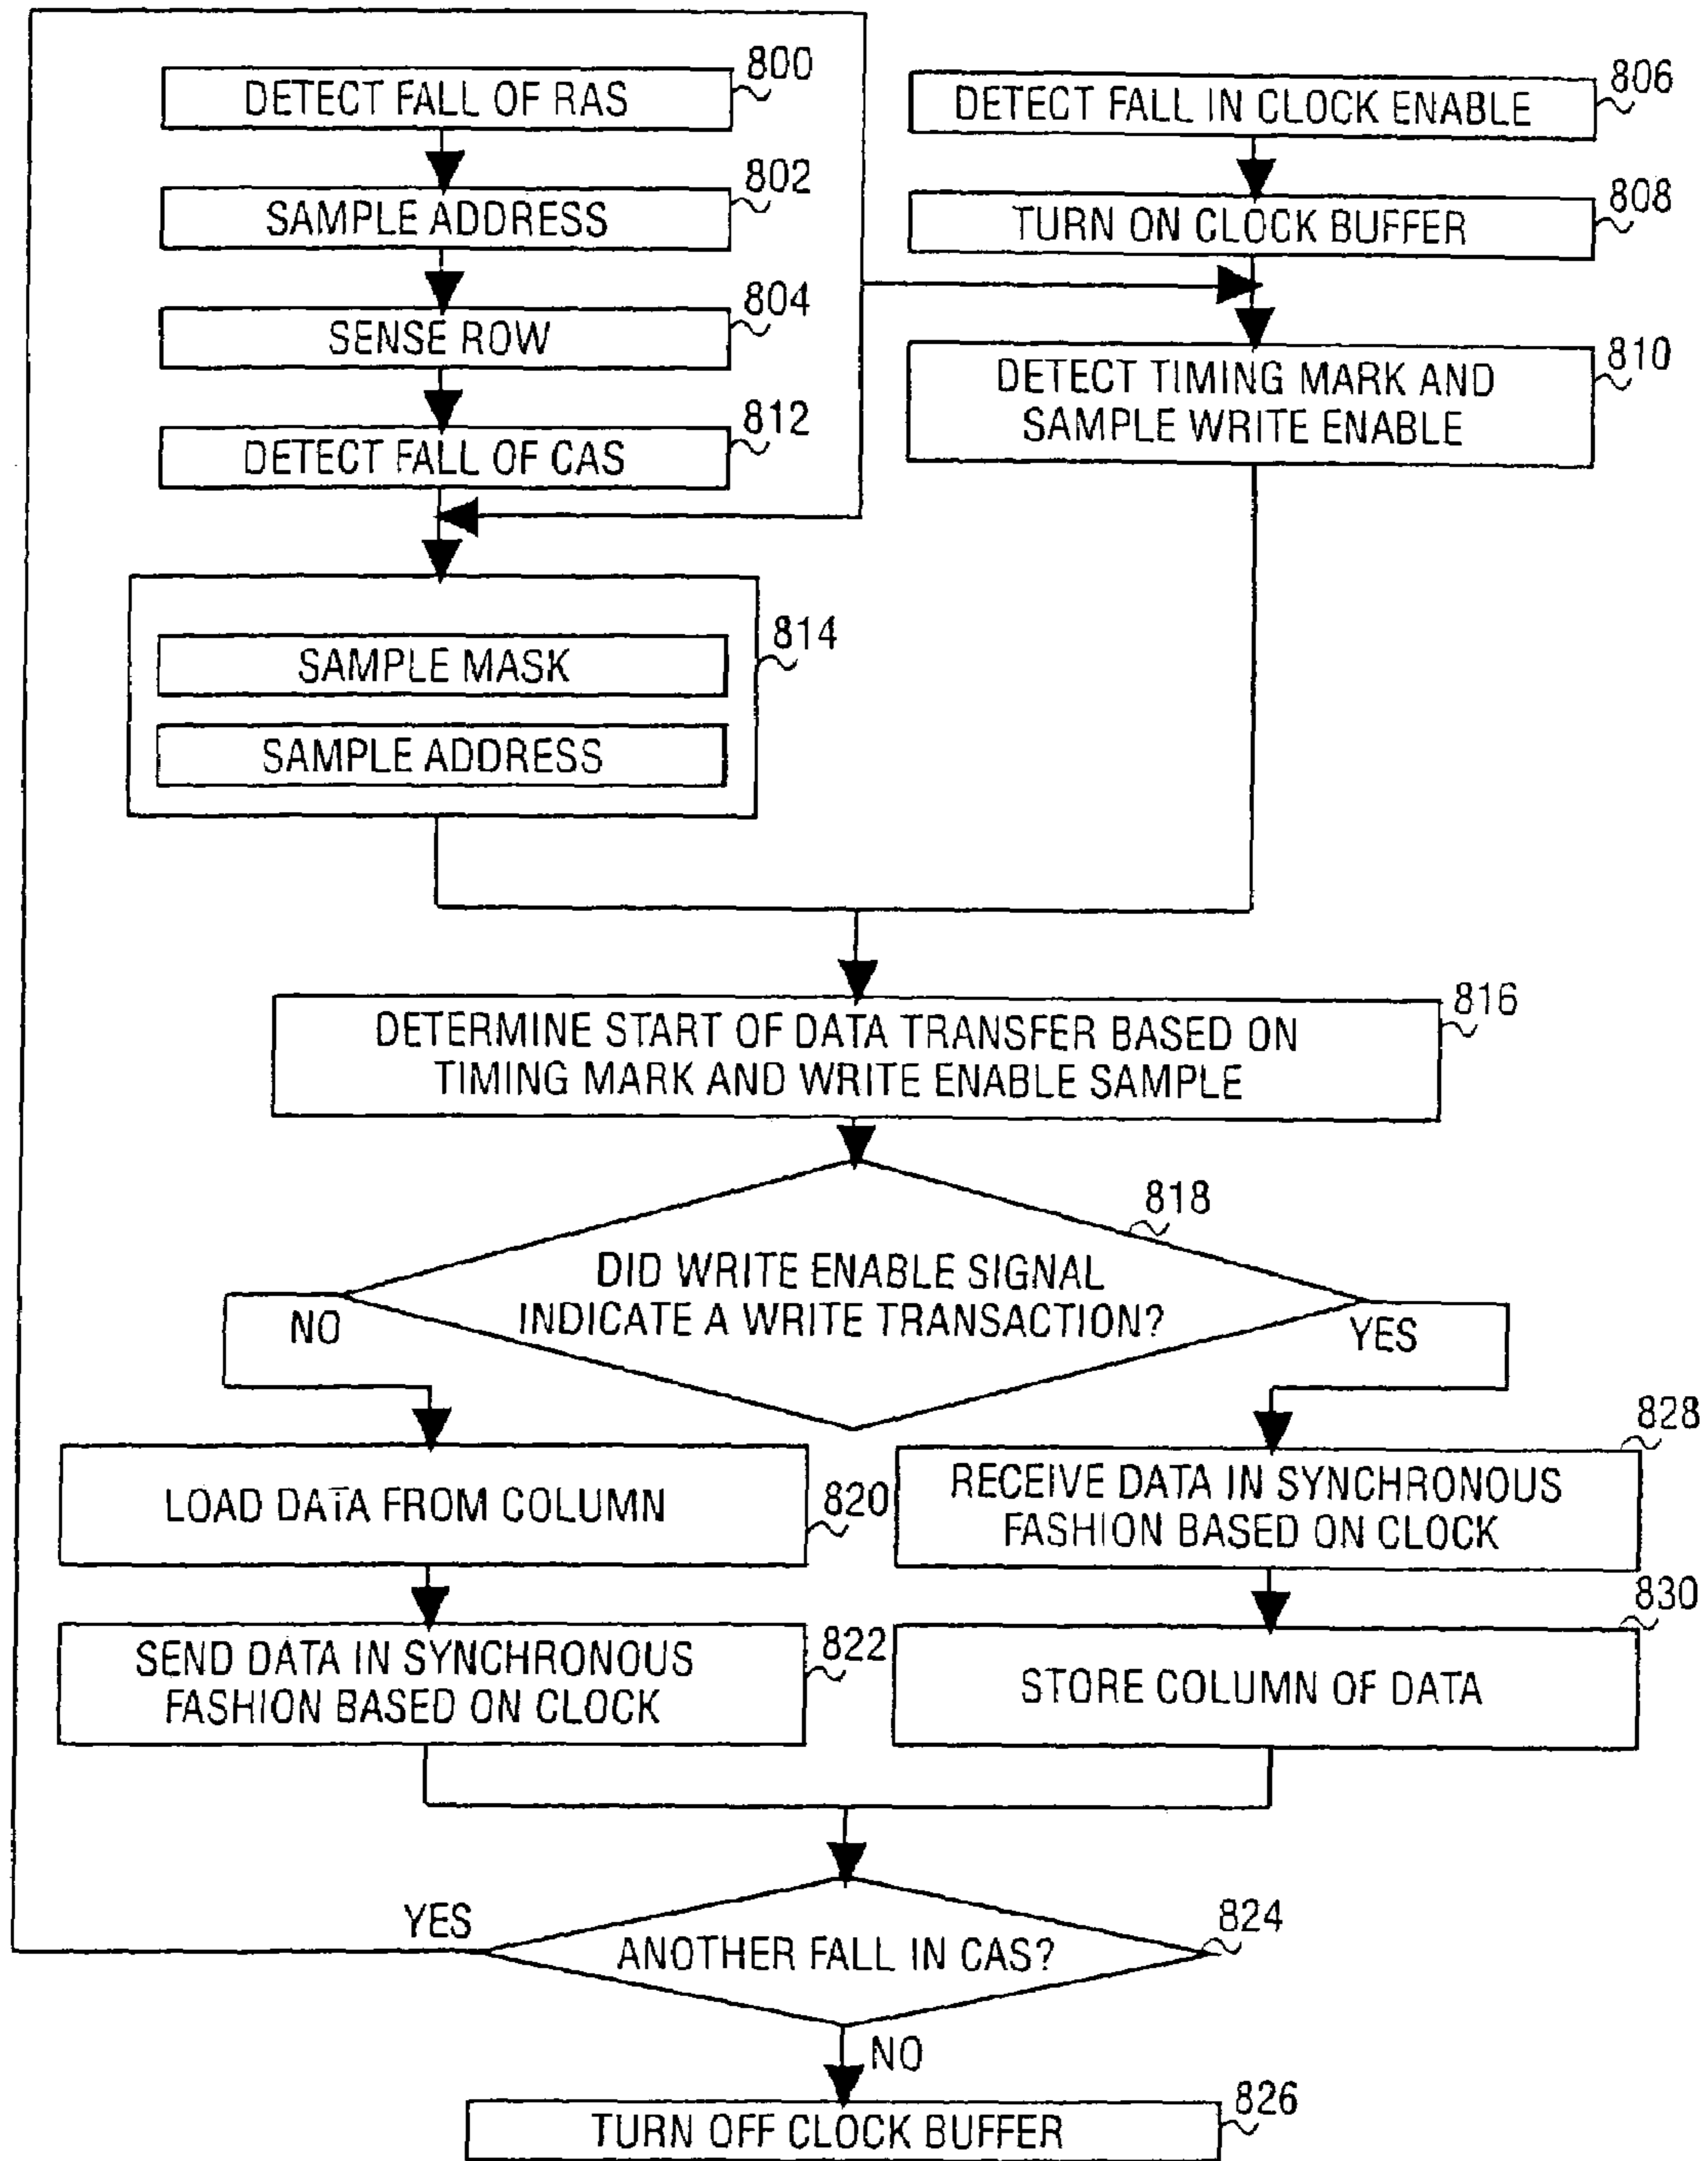 DETECT FALL OF RAS
800
SAMPLE ADDRESS
802
SENSE ROW
804
DETECT FALL OF CAS
812
DETECT FALL IN CLOCK ENABLE
806
TURN ON CLOCK BUFFER
808
DETECT TIMING MARK AND
SAMPLE WRITE ENABLE
810
SAMPLE MASK
SAMPLE ADDRESS
814
DETERMINE START OF DATA TRANSFER BASED ON
TIMING MARK AND WRITE ENABLE SAMPLE
816
818
DID WRITE ENABLE SIGNAL
INDICATE A WRITE TRANSACTION?
NO
YES
LOAD DATA FROM COLUMN
820
SEND DATA IN SYNCHRONOUS
FASHION BASED ON CLOCK
822
828
RECEIVE DATA IN SYNCHRONOUS
FASHION BASED ON CLOCK
830
STORE COLUMN OF DATA
YES
ANOTHER FALL IN CAS?
824
NO
TURN OFF CLOCK BUFFER
826